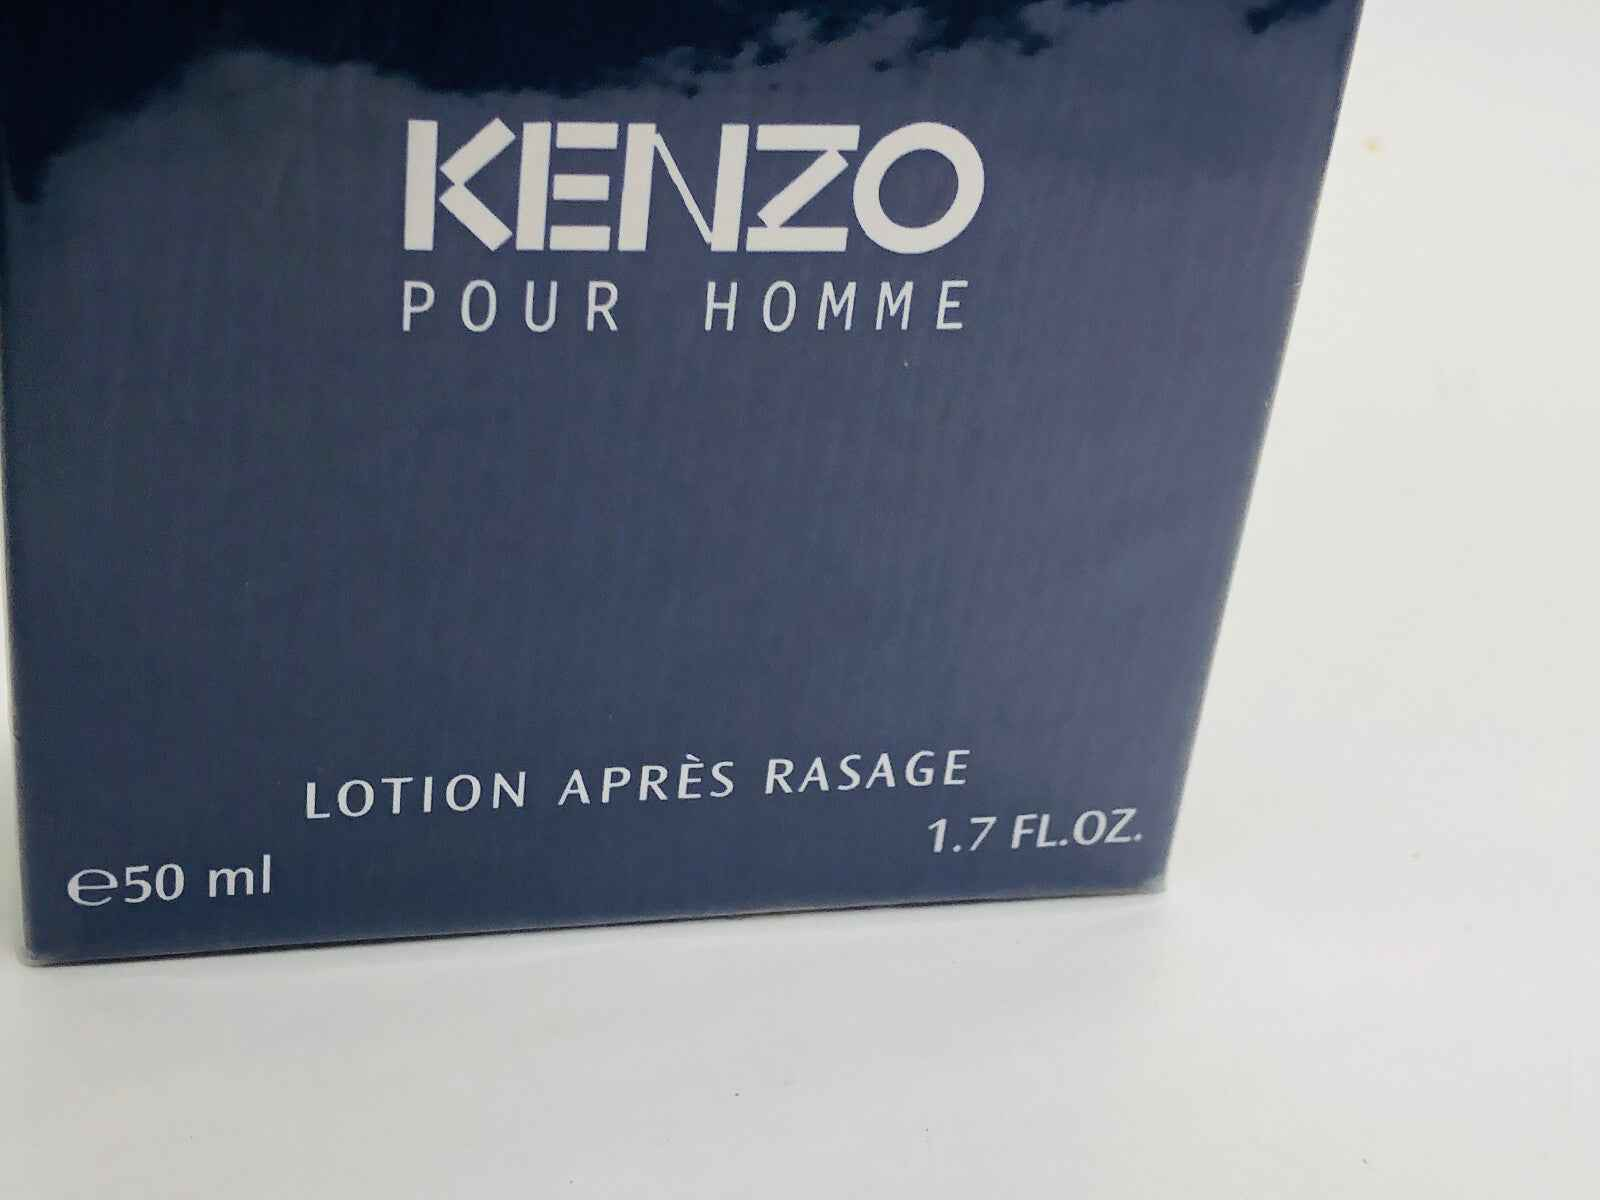 KENZO
POUR HOMME
LOTION APRÈS RASAGE
1.7 FL.OZ.
℮50 ml